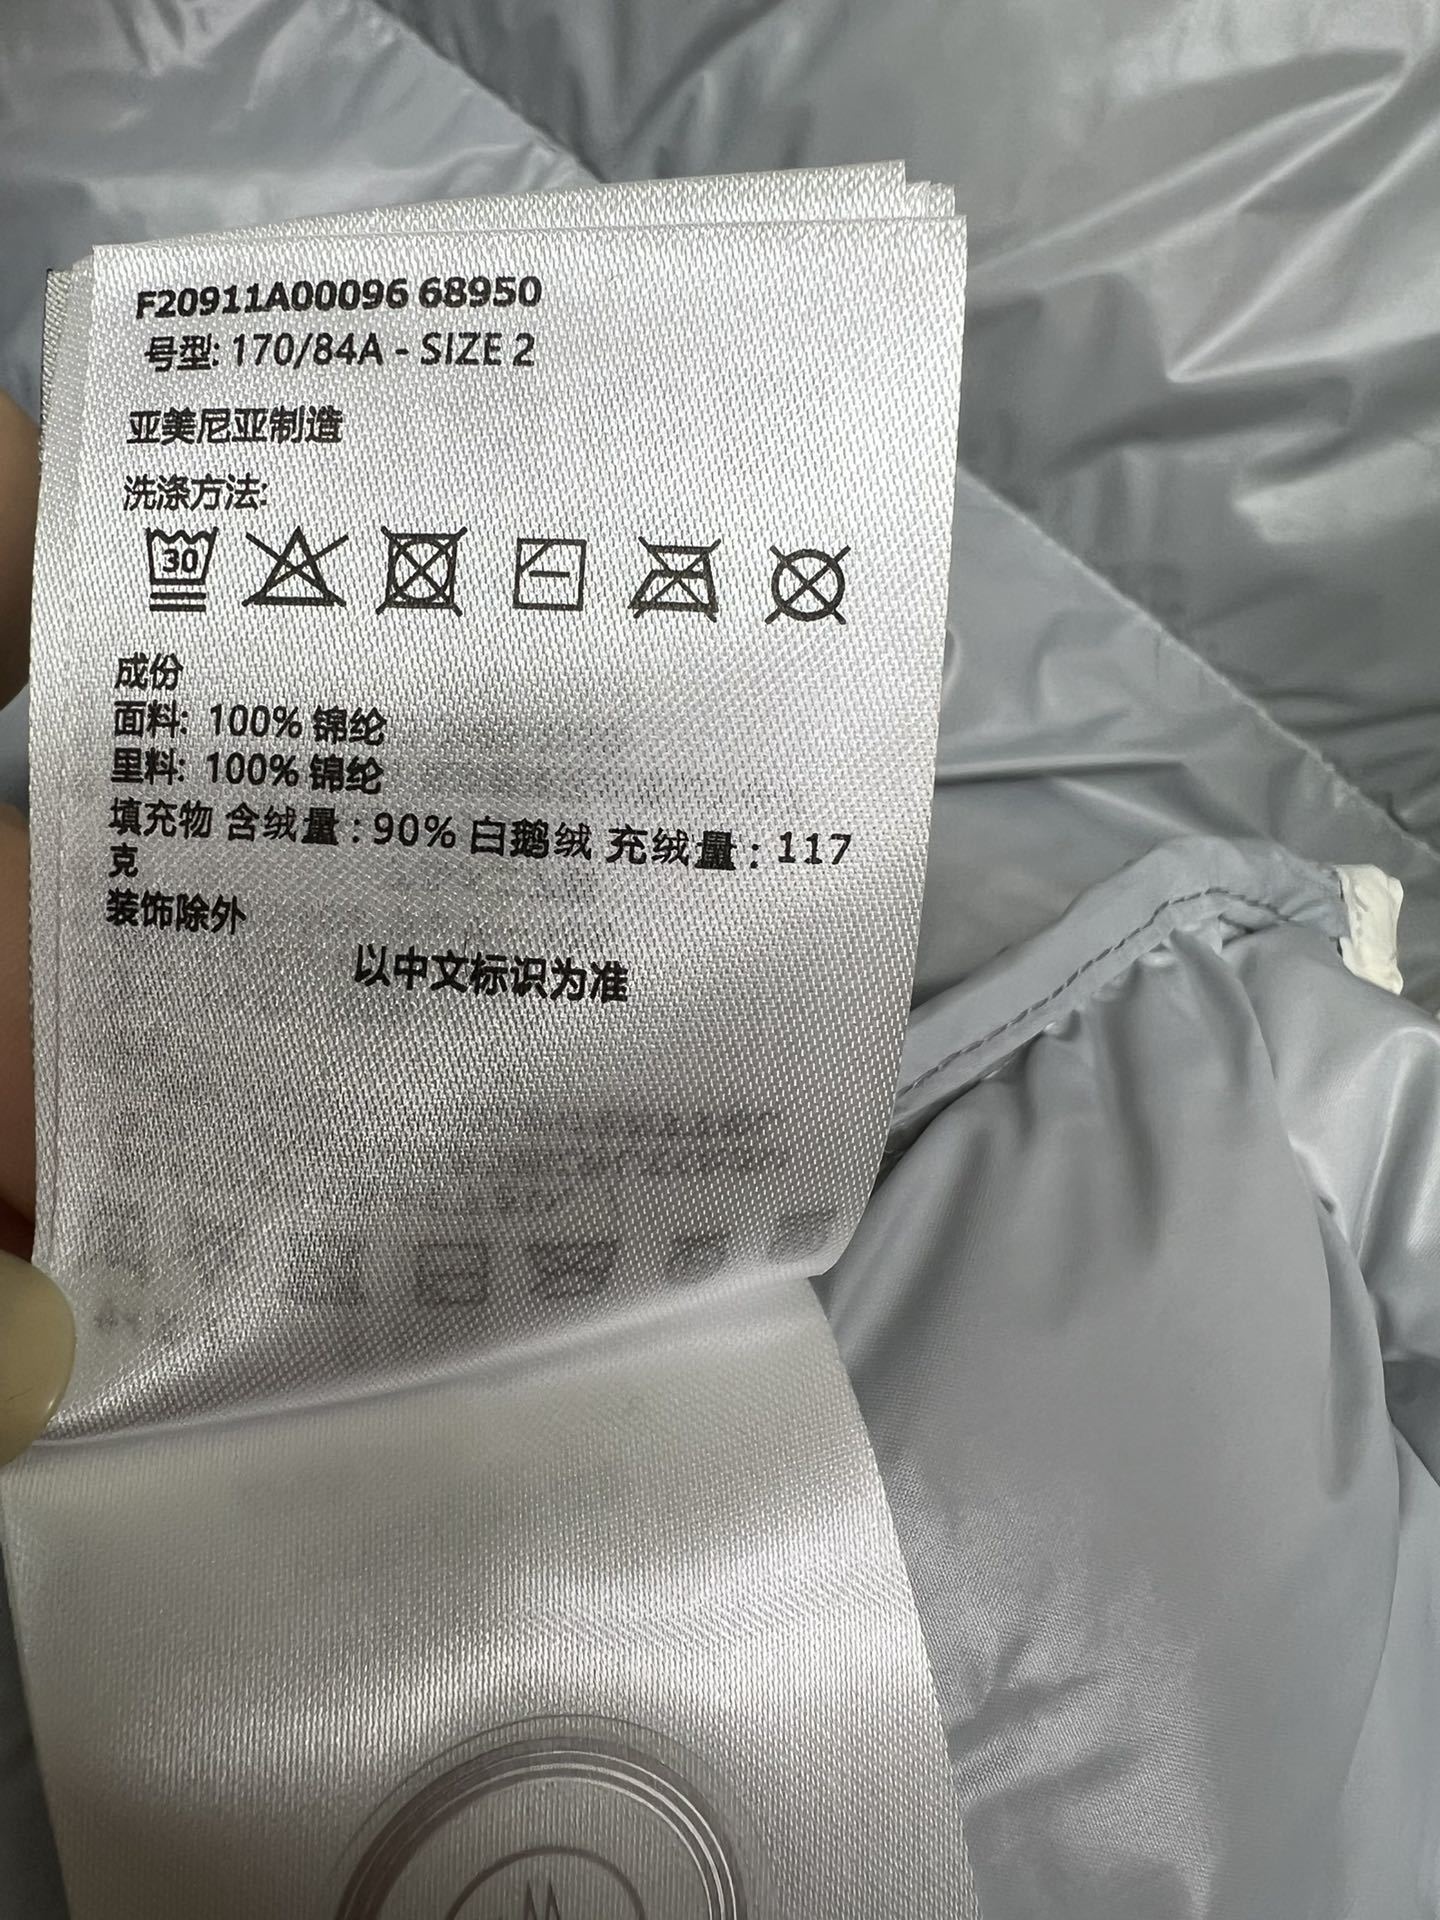 F20911A00096 68950
号型: 170/84A - SIZE 2
亚美尼亚制造
洗涤方法:
30
成份
面料: 100% 锦纶
里料: 100% 锦纶
填充物 含绒量 : 90% 白鹅绒 充绒量 : 117
克
装饰除外
以中文标识为准